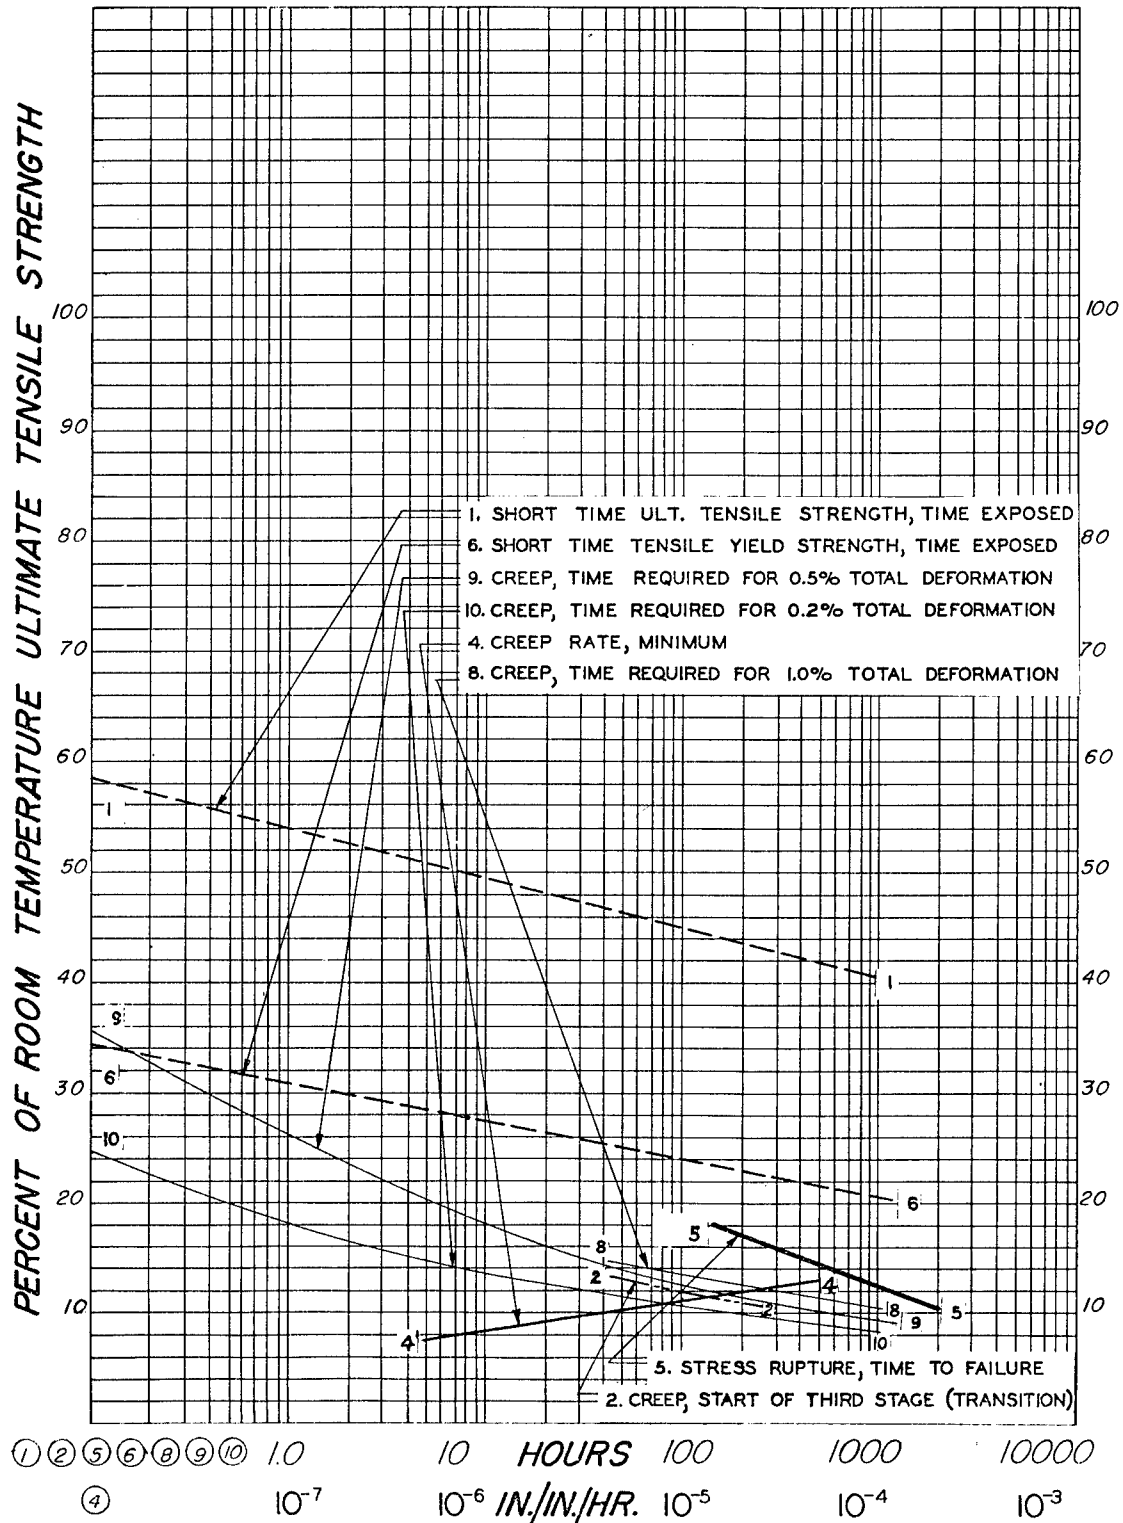 PERCENT OF ROOM TEMPERATURE ULTIMATE TENSILE STRENGTH
100 100
90 90
1. SHORT TIME ULT. TENSILE STRENGTH, TIME EXPOSED
80 80
6. SHORT TIME TENSILE YIELD STRENGTH, TIME EXPOSED
9. CREEP, TIME REQUIRED FOR 0.5% TOTAL DEFORMATION
10. CREEP, TIME REQUIRED FOR 0.2% TOTAL DEFORMATION
4. CREEP RATE, MINIMUM
70 70
8. CREEP, TIME REQUIRED FOR 1.0% TOTAL DEFORMATION
60 60
1
50 50
40 1 40
9
30 6 30
10
20 6 20
5
8
2 4
10 2 8 5 10
9
4 10
5. STRESS RUPTURE, TIME TO FAILURE
2. CREEP, START OF THIRD STAGE (TRANSITION)
① ② ⑤ ⑥ ⑧ ⑨ ⑩ 1.0 10 HOURS 100 1000 10000
④ 10⁻⁷ 10⁻⁶ IN./IN./HR. 10⁻⁵ 10⁻⁴ 10⁻³